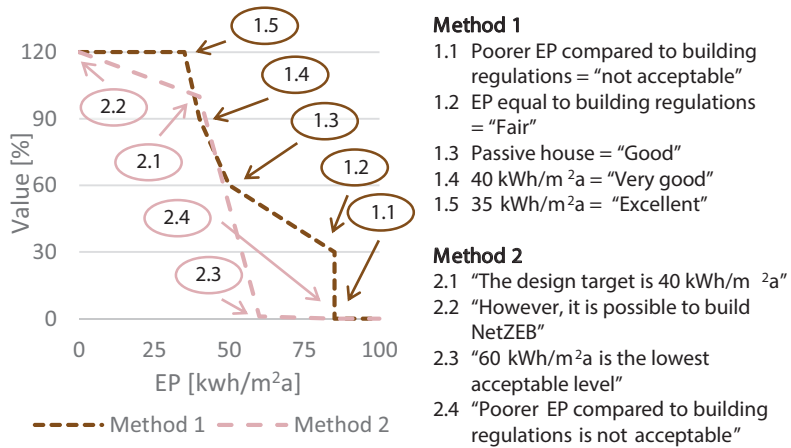 120
90
60
30
0
Value [%]
0
25
50
75
100
EP [kwh/m²a]
1.5
1.4
1.3
1.2
1.1
2.2
2.1
2.4
2.3
Method 1
Method 2
Method 1
1.1 Poorer EP compared to building
regulations = “not acceptable”
1.2 EP equal to building regulations
= “Fair”
1.3 Passive house = “Good”
1.4 40 kWh/m ²a = “Very good”
1.5 35 kWh/m²a = “Excellent”
Method 2
2.1 “The design target is 40 kWh/m ²a”
2.2 “However, it is possible to build
NetZEB”
2.3 “60 kWh/m²a is the lowest
acceptable level”
2.4 “Poorer EP compared to building
regulations is not acceptable”